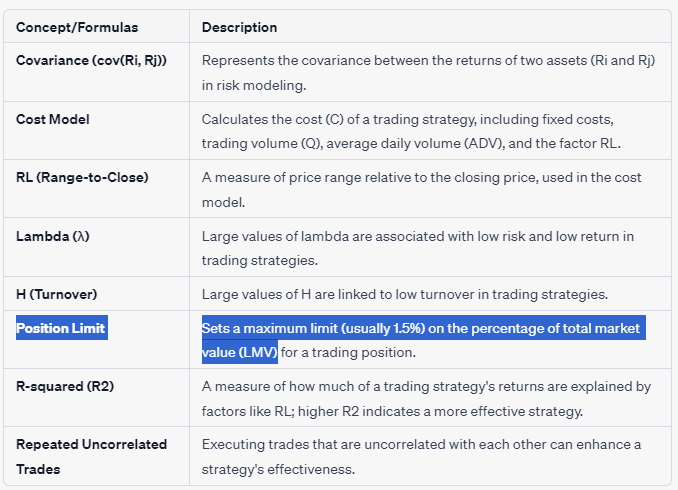 Concept/Formulas Description
Covariance (cov(Ri, Rj)) Represents the covariance between the returns of two assets (Ri and Rj)
in risk modeling.
Cost Model Calculates the cost (C) of a trading strategy, including fixed costs,
trading volume (Q), average daily volume (ADV), and the factor RL.
RL (Range-to-Close) A measure of price range relative to the closing price, used in the cost
model.
Lambda (λ) Large values of lambda are associated with low risk and low return in
trading strategies.
H (Turnover) Large values of H are linked to low turnover in trading strategies.
Position Limit Sets a maximum limit (usually 1.5%) on the percentage of total market
value (LMV) for a trading position.
R-squared (R2) A measure of how much of a trading strategy's returns are explained by
factors like RL; higher R2 indicates a more effective strategy.
Repeated Uncorrelated Executing trades that are uncorrelated with each other can enhance a
Trades strategy's effectiveness.